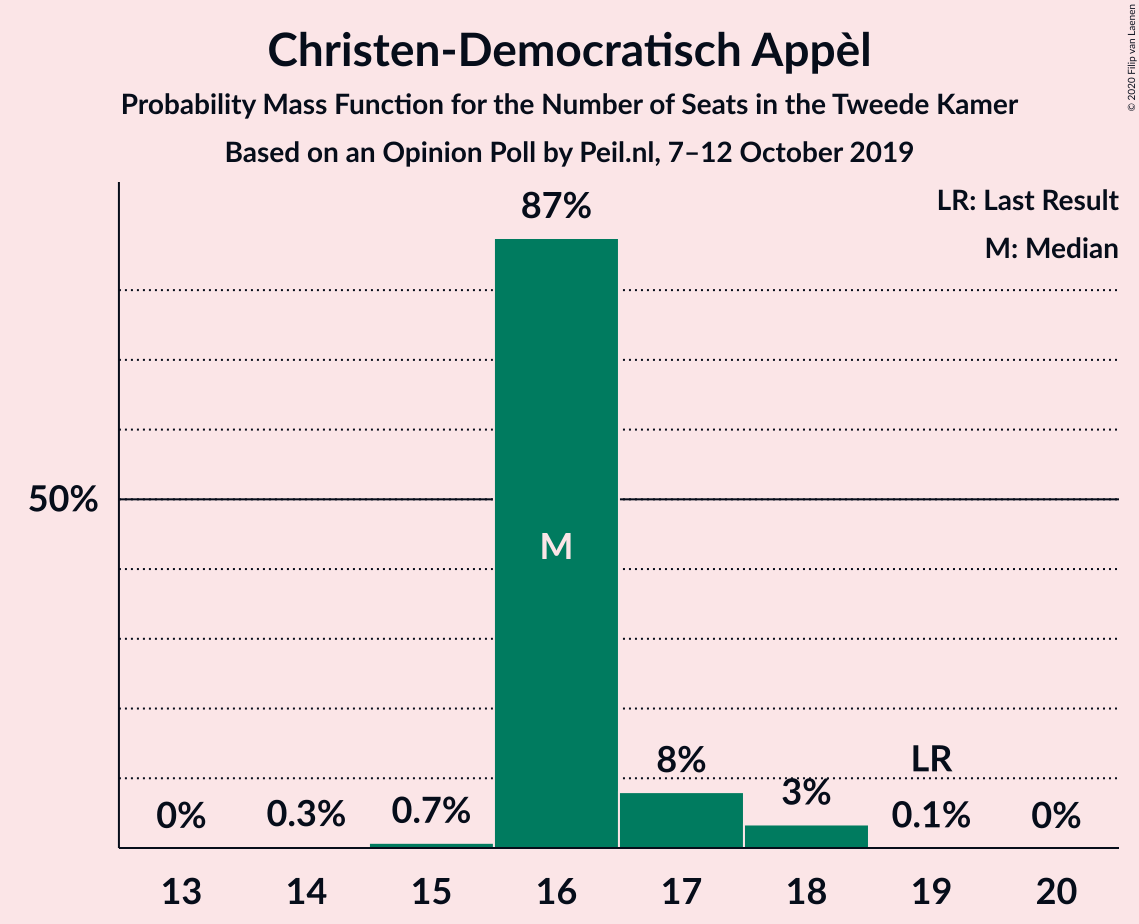 Christen-Democratisch Appèl
Probability Mass Function for the Number of Seats in the Tweede Kamer
Based on an Opinion Poll by Peil.nl, 7–12 October 2019
© 2020 Filip van Laenen
LR: Last Result
M: Median
87%
50%
M
LR
8%
3%
0%
0.3%
0.7%
0.1%
0%
13 14 15 16 17 18 19 20